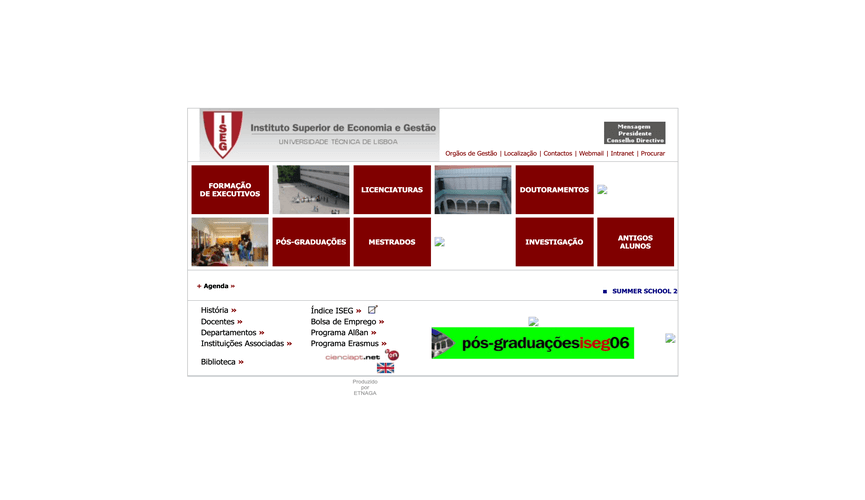 ISEG
Instituto Superior de Economia e Gestão
UNIVERSIDADE TÉCNICA DE LISBOA
Mensagem
Presidente
Conselho Directivo
Orgãos de Gestão | Localização | Contactos | Webmail | Intranet | Procurar
FORMAÇÃO
DE EXECUTIVOS
LICENCIATURAS
DOUTORAMENTOS
PÓS-GRADUAÇÕES
MESTRADOS
INVESTIGAÇÃO
ANTIGOS
ALUNOS
+ Agenda »
SUMMER SCHOOL 2
História »
Docentes »
Departamentos »
Instituições Associadas »
Biblioteca »
Índice ISEG »
Bolsa de Emprego »
Programa Alßan »
Programa Erasmus »
cienciapt.net
pós-graduaçõesiseg06
Produzido
por
ETNAGA